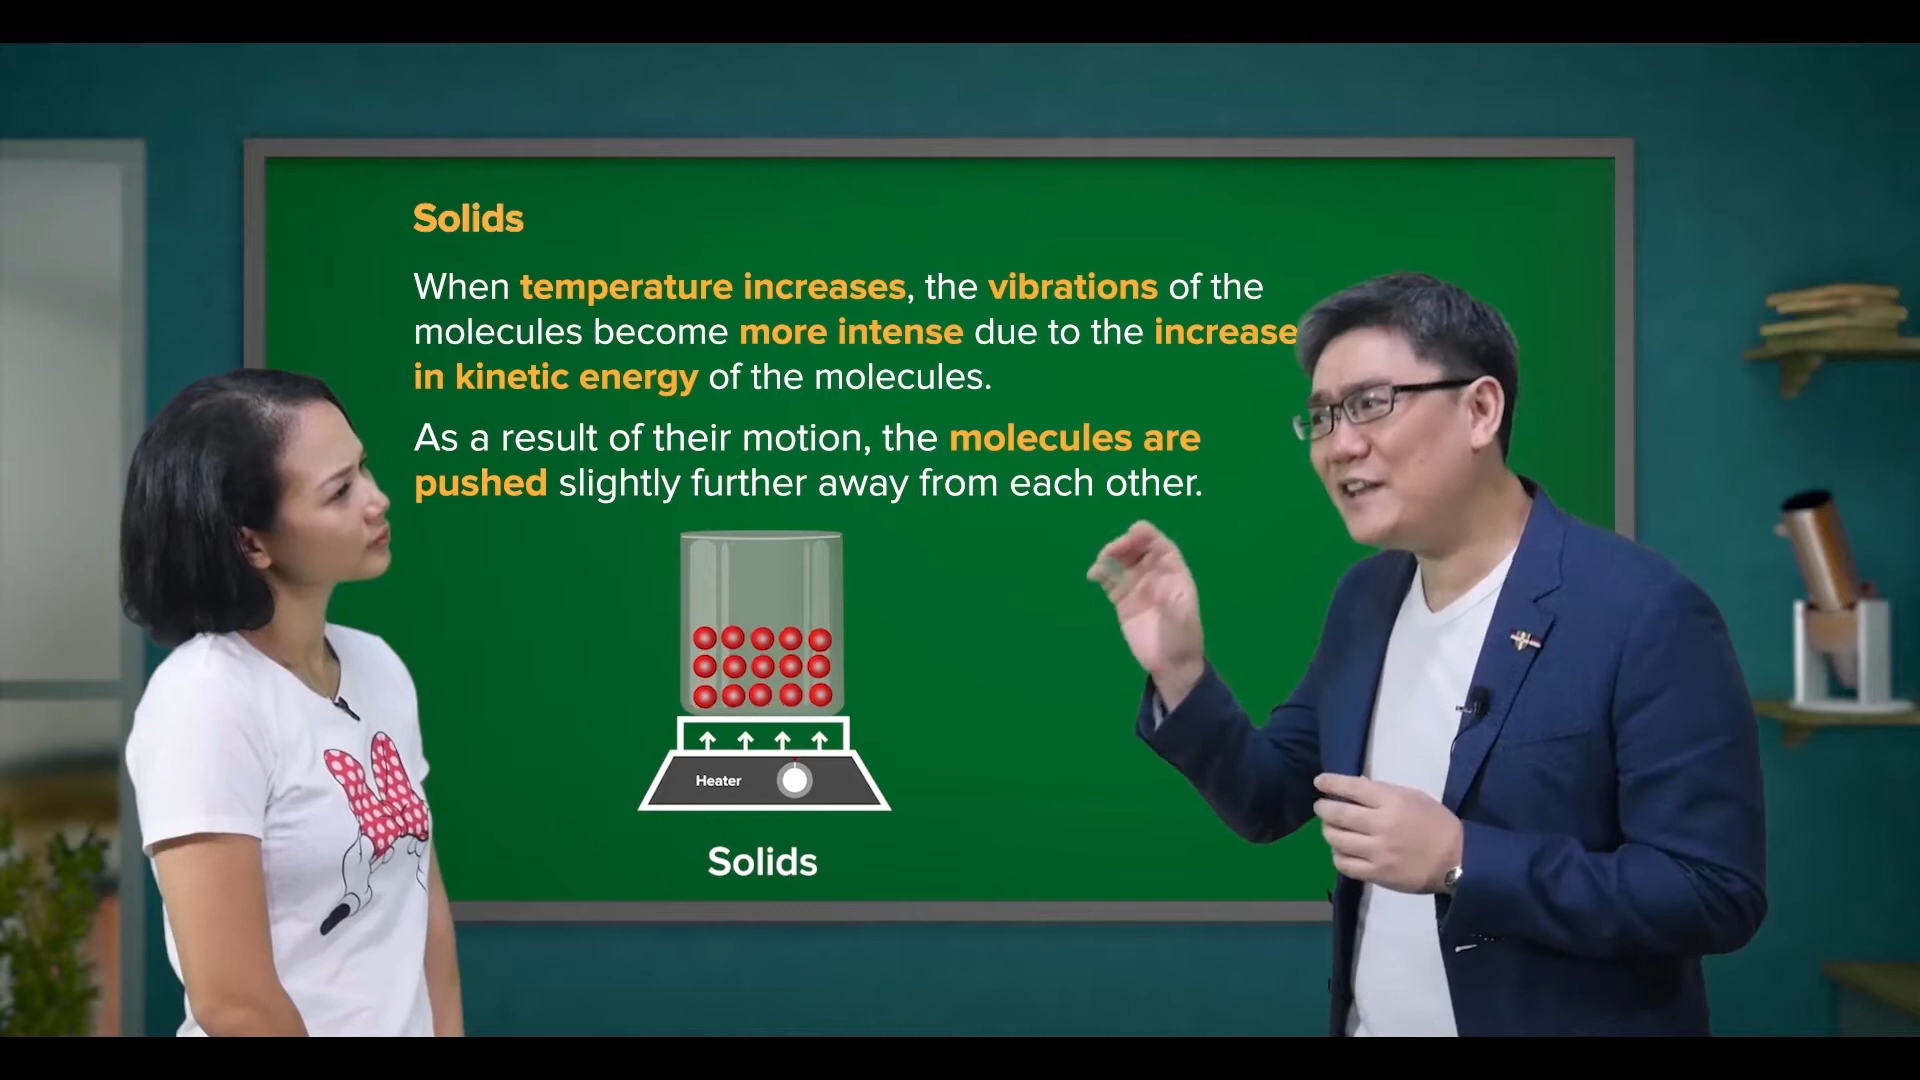 Solids
When temperature increases, the vibrations of the
molecules become more intense due to the increase
in kinetic energy of the molecules.
As a result of their motion, the molecules are
pushed slightly further away from each other.
Heater
Solids